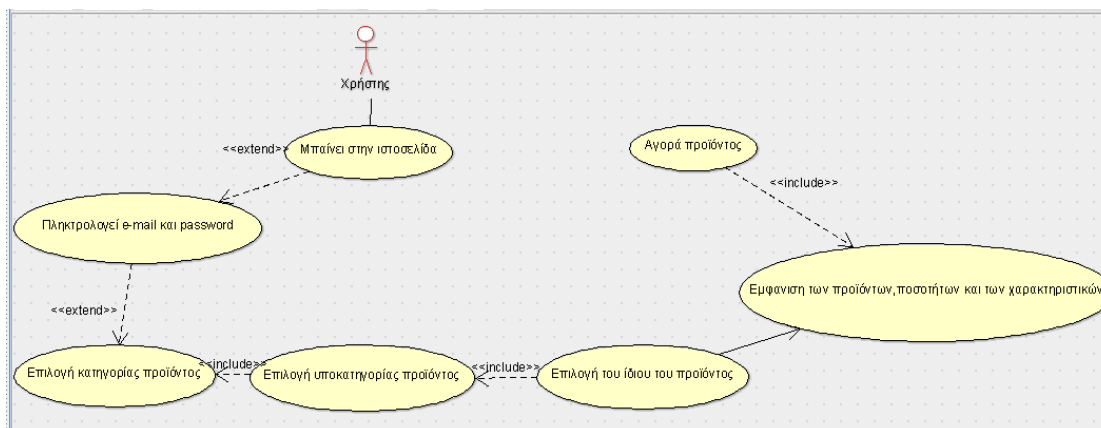 Χρήστης
<<extend>>
Μπαίνει στην ιστοσελίδα
Αγορά προϊόντος
<<include>>
Πληκτρολογεί e-mail και password
Εμφανιση των προϊόντων,ποσοτήτων και των χαρακτηριστικών
<<extend>>
Επιλογή κατηγορίας προϊόντος
<<include>>
Επιλογή υποκατηγορίας προϊόντος
<<include>>
Επιλογή του ίδιου του προϊόντος